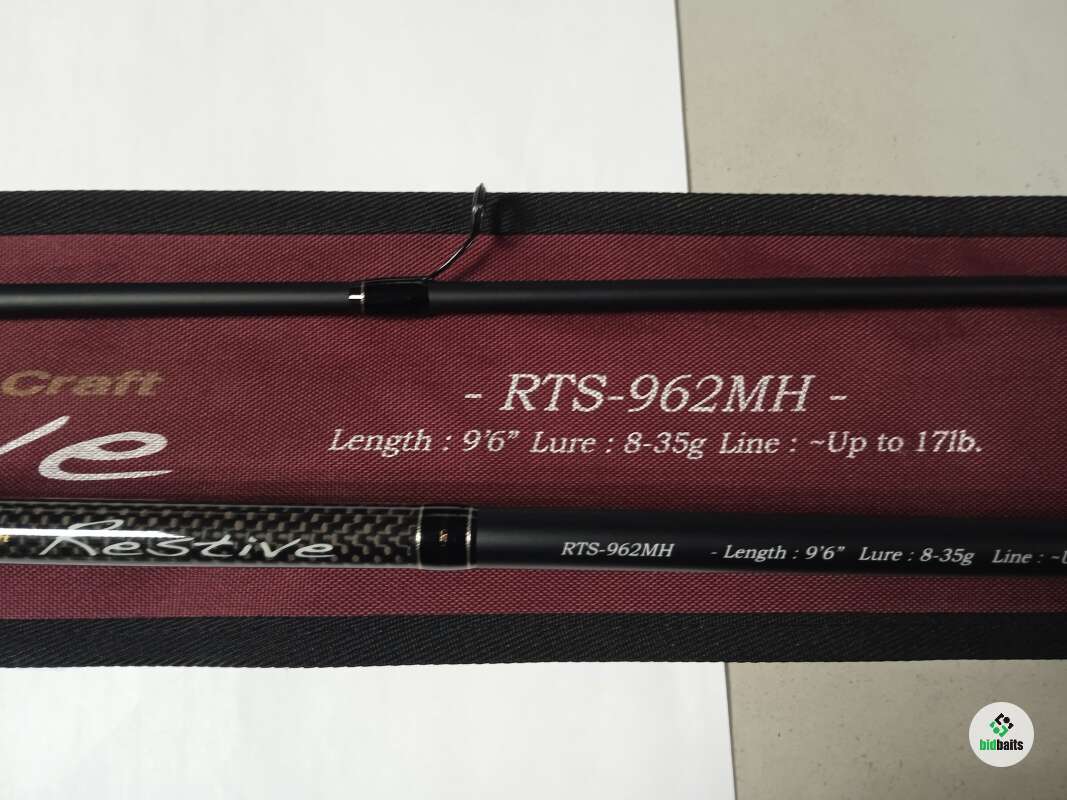 Craft
- RTS-962MH -
Length : 9'6" Lure : 8-35g Line : ~Up to 17lb.
Restive
RTS-962MH - Length : 9'6" Lure : 8-35g Line : ~U
bidbaits